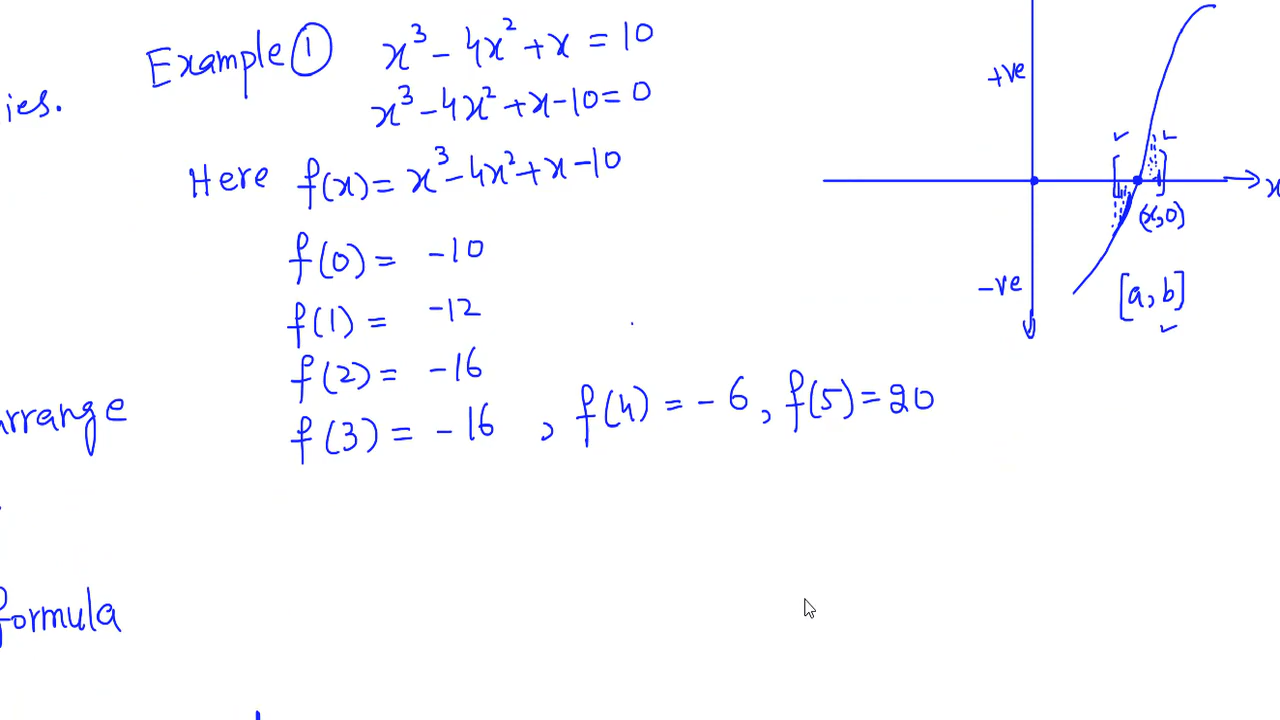 Example ① x³ - 4x² + x = 10
ies.
x³ - 4x² + x - 10 = 0
Here f(x) = x³ - 4x² + x - 10
f(0) = -10
f(1) = -12
f(2) = -16
arrange
f(3) = -16 , f(4) = -6 , f(5) = 20
formula
+ve
x
(x,0)
-ve
[a, b]